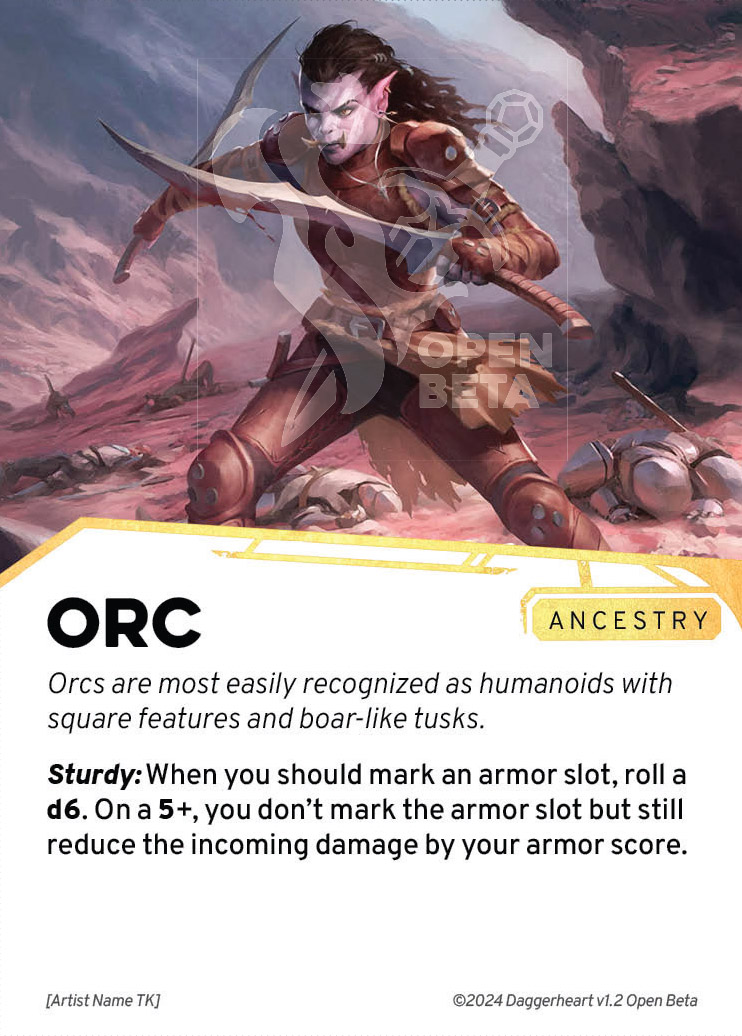 OPEN
BETA
ORC
ANCESTRY
Orcs are most easily recognized as humanoids with
square features and boar-like tusks.
Sturdy: When you should mark an armor slot, roll a
d6. On a 5+, you don’t mark the armor slot but still
reduce the incoming damage by your armor score.
[Artist Name TK]
©2024 Daggerheart v1.2 Open Beta